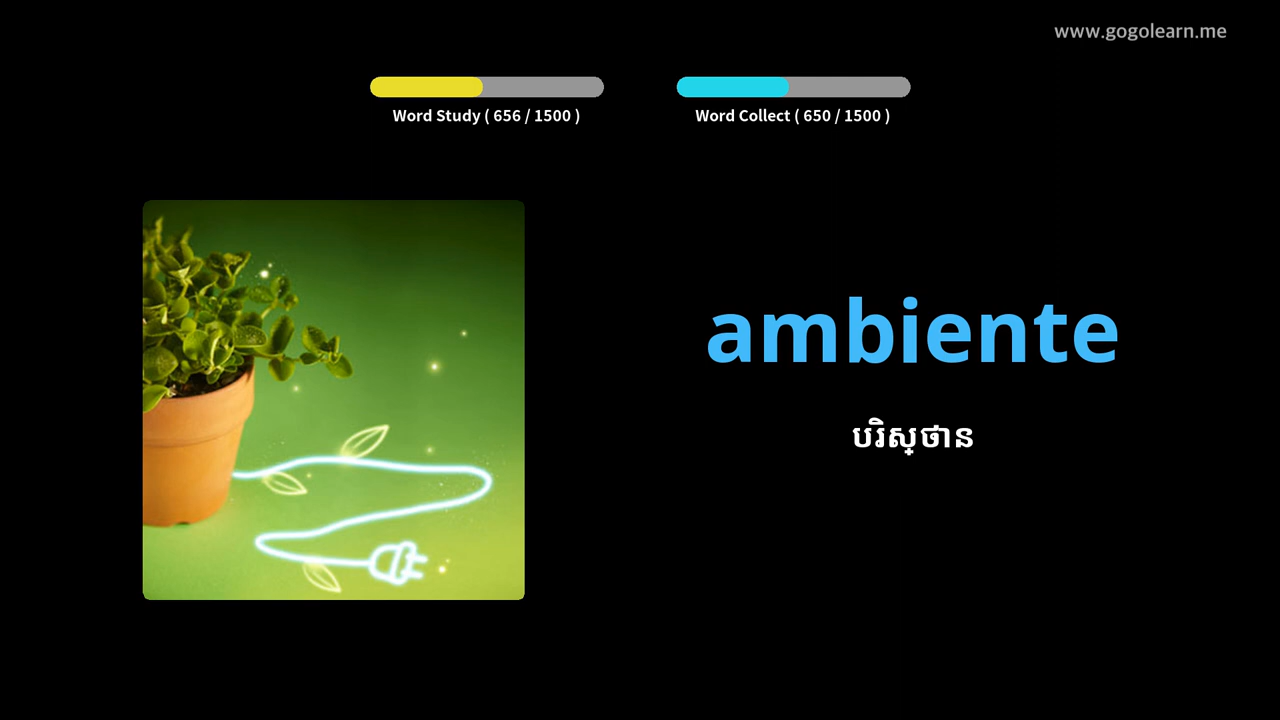 www.gogolearn.me
Word Study ( 656 / 1500 )
Word Collect ( 650 / 1500 )
ambiente
បរិស្ថាន